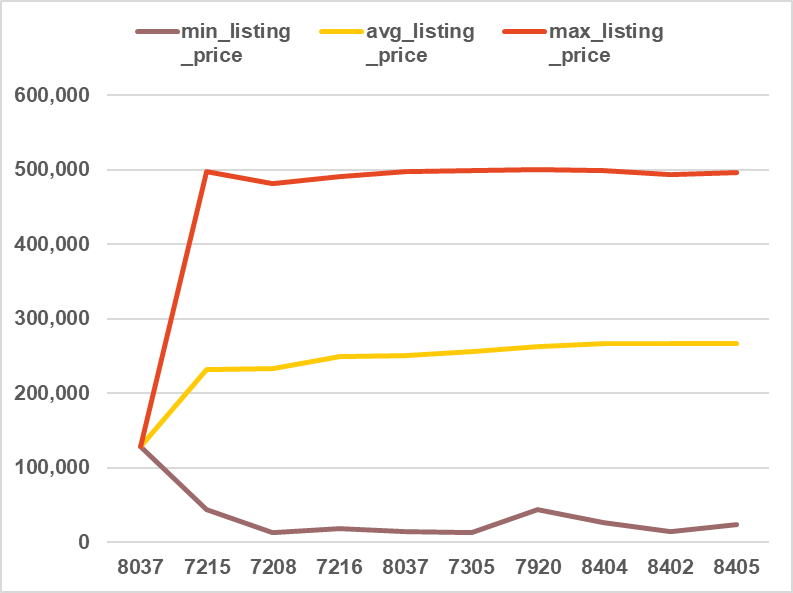 min_listing avg_listing max_listing
_price _price _price
600,000
500,000
400,000
300,000
200,000
100,000
0
8037 7215 7208 7216 8037 7305 7920 8404 8402 8405